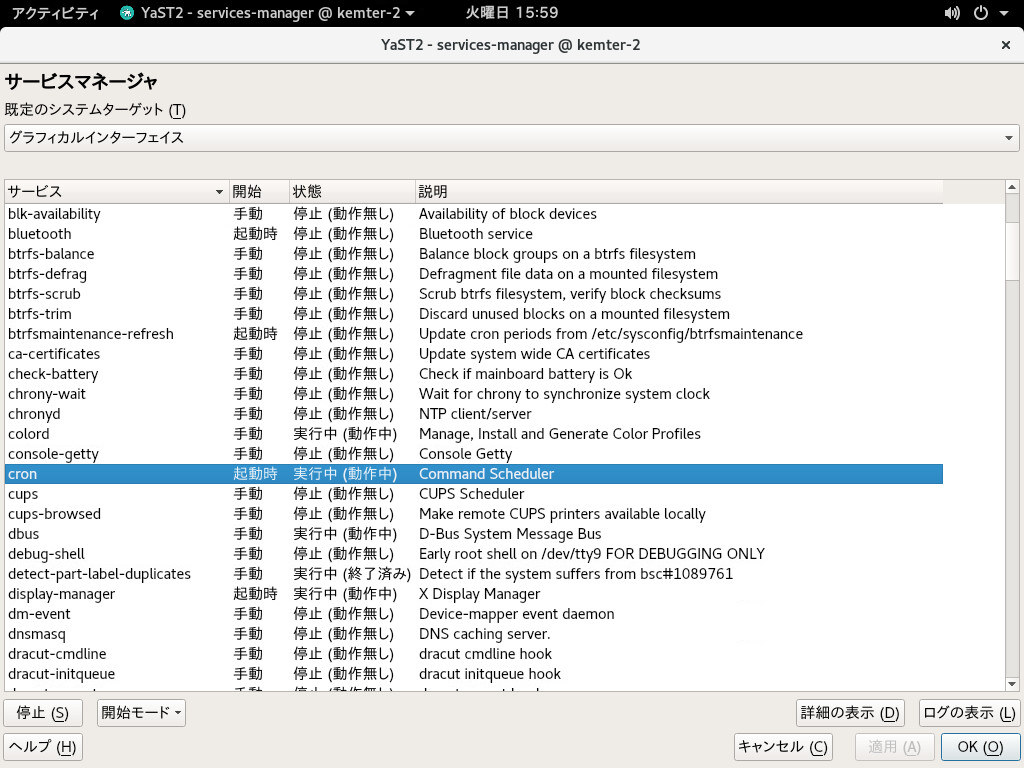 アクティビティ YaST2 - services-manager @ kemter-2 火曜日 15:59
YaST2 - services-manager @ kemter-2 ×
サービスマネージャ
既定のシステムターゲット (T)
グラフィカルインターフェイス
サービス 開始 状態 説明
blk-availability 手動 停止 (動作無し) Availability of block devices
bluetooth 起動時 停止 (動作無し) Bluetooth service
btrfs-balance 手動 停止 (動作無し) Balance block groups on a btrfs filesystem
btrfs-defrag 手動 停止 (動作無し) Defragment file data on a mounted filesystem
btrfs-scrub 手動 停止 (動作無し) Scrub btrfs filesystem, verify block checksums
btrfs-trim 手動 停止 (動作無し) Discard unused blocks on a mounted filesystem
btrfsmaintenance-refresh 起動時 停止 (動作無し) Update cron periods from /etc/sysconfig/btrfsmaintenance
ca-certificates 手動 停止 (動作無し) Update system wide CA certificates
check-battery 手動 停止 (動作無し) Check if mainboard battery is Ok
chrony-wait 手動 停止 (動作無し) Wait for chrony to synchronize system clock
chronyd 手動 停止 (動作無し) NTP client/server
colord 手動 実行中 (動作中) Manage, Install and Generate Color Profiles
console-getty 手動 停止 (動作無し) Console Getty
cron 起動時 実行中 (動作中) Command Scheduler
cups 手動 停止 (動作無し) CUPS Scheduler
cups-browsed 手動 停止 (動作無し) Make remote CUPS printers available locally
dbus 手動 実行中 (動作中) D-Bus System Message Bus
debug-shell 手動 停止 (動作無し) Early root shell on /dev/tty9 FOR DEBUGGING ONLY
detect-part-label-duplicates 手動 実行中 (終了済み) Detect if the system suffers from bsc#1089761
display-manager 起動時 実行中 (動作中) X Display Manager
dm-event 手動 停止 (動作無し) Device-mapper event daemon
dnsmasq 手動 停止 (動作無し) DNS caching server.
dracut-cmdline 手動 停止 (動作無し) dracut cmdline hook
dracut-initqueue 手動 停止 (動作無し) dracut initqueue hook
停止 (S) 開始モード 詳細の表示 (D) ログの表示 (L)
ヘルプ (H) キャンセル (C) 適用 (A) OK (O)